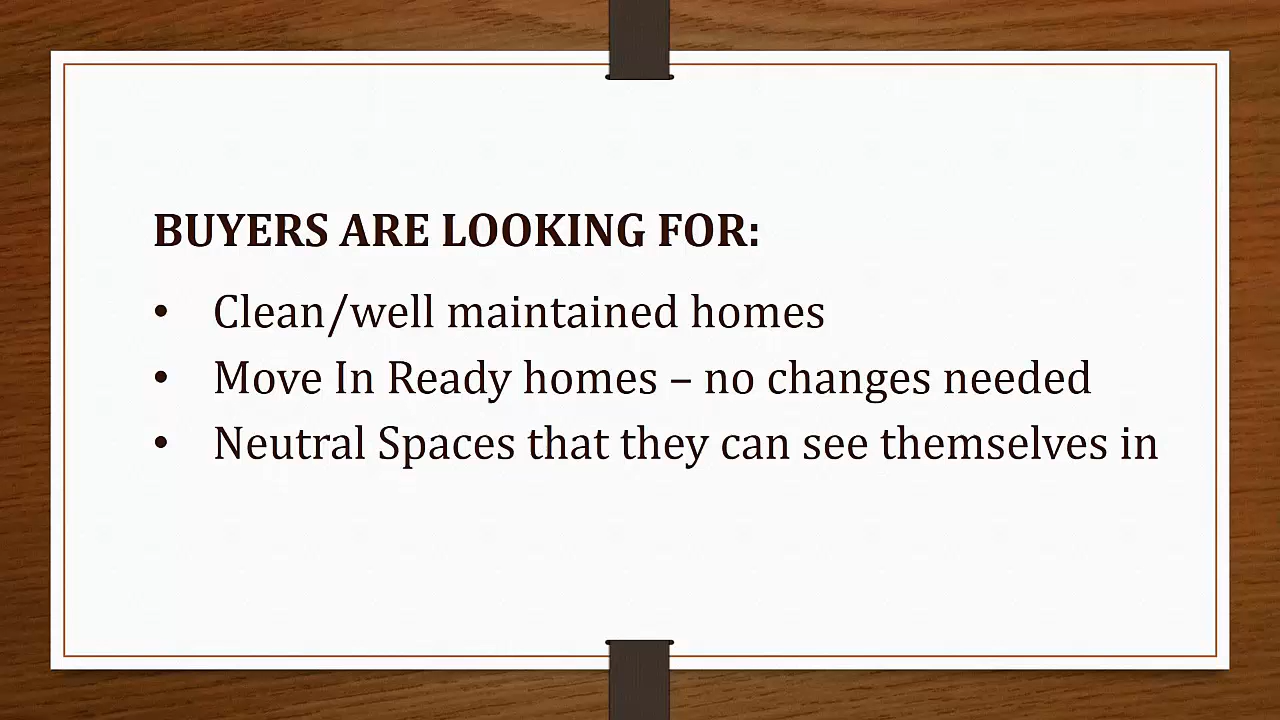 BUYERS ARE LOOKING FOR:
• Clean/well maintained homes
• Move In Ready homes – no changes needed
• Neutral Spaces that they can see themselves in